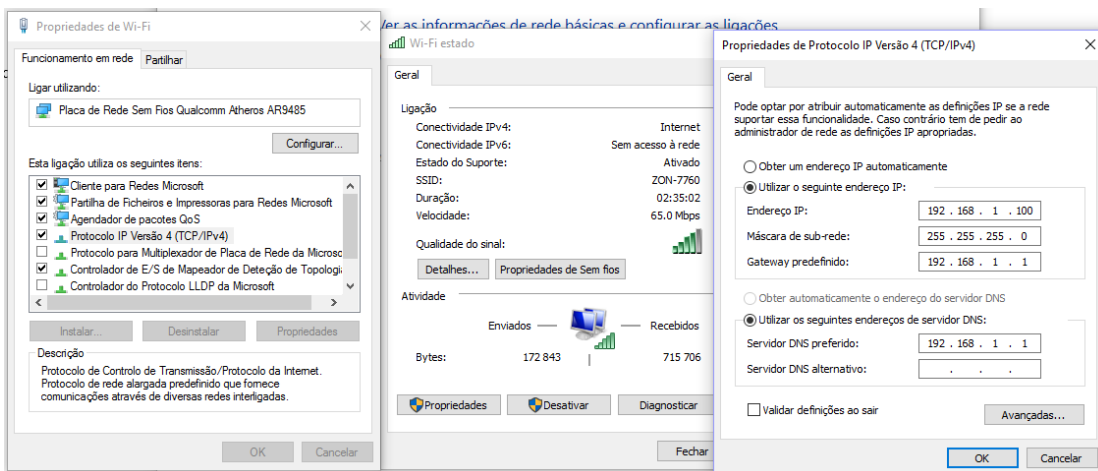 Ver as informações de rede básicas e configurar as ligações
Propriedades de Wi-Fi
Funcionamento em rede
Partilhar
Ligar utilizando:
Placa de Rede Sem Fios Qualcomm Atheros AR9485
Configurar...
Esta ligação utiliza os seguintes itens:
Cliente para Redes Microsoft
Partilha de Ficheiros e Impressoras para Redes Microsoft
Agendador de pacotes QoS
Protocolo IP Versão 4 (TCP/IPv4)
Protocolo para Multiplexador de Placa de Rede da Microsc
Controlador de E/S de Mapeador de Deteção de Topologi
Controlador do Protocolo LLDP da Microsoft
Instalar...
Desinstalar
Propriedades
Descrição
Protocolo de Controlo de Transmissão/Protocolo da Internet.
Protocolo de rede alargada predefinido que fornece
comunicações através de diversas redes interligadas.
OK
Cancelar
Wi-Fi estado
Geral
Ligação
Conectividade IPv4: Internet
Conectividade IPv6: Sem acesso à rede
Estado do Suporte: Ativado
SSID: ZON-7760
Duração: 02:35:02
Velocidade: 65.0 Mbps
Qualidade do sinal:
Detalhes...
Propriedades de Sem fios
Atividade
Enviados — Recebidos
Bytes: 172 843 | 715 706
Propriedades
Desativar
Diagnosticar
Fechar
Propriedades de Protocolo IP Versão 4 (TCP/IPv4)
Geral
Pode optar por atribuir automaticamente as definições IP se a rede
suportar essa funcionalidade. Caso contrário tem de pedir ao
administrador de rede as definições IP apropriadas.
Obter um endereço IP automaticamente
Utilizar o seguinte endereço IP:
Endereço IP: 192 . 168 . 1 . 100
Máscara de sub-rede: 255 . 255 . 255 . 0
Gateway predefinido: 192 . 168 . 1 . 1
Obter automaticamente o endereço do servidor DNS
Utilizar os seguintes endereços de servidor DNS:
Servidor DNS preferido: 192 . 168 . 1 . 1
Servidor DNS alternativo: . . .
Validar definições ao sair
Avançadas...
OK
Cancelar